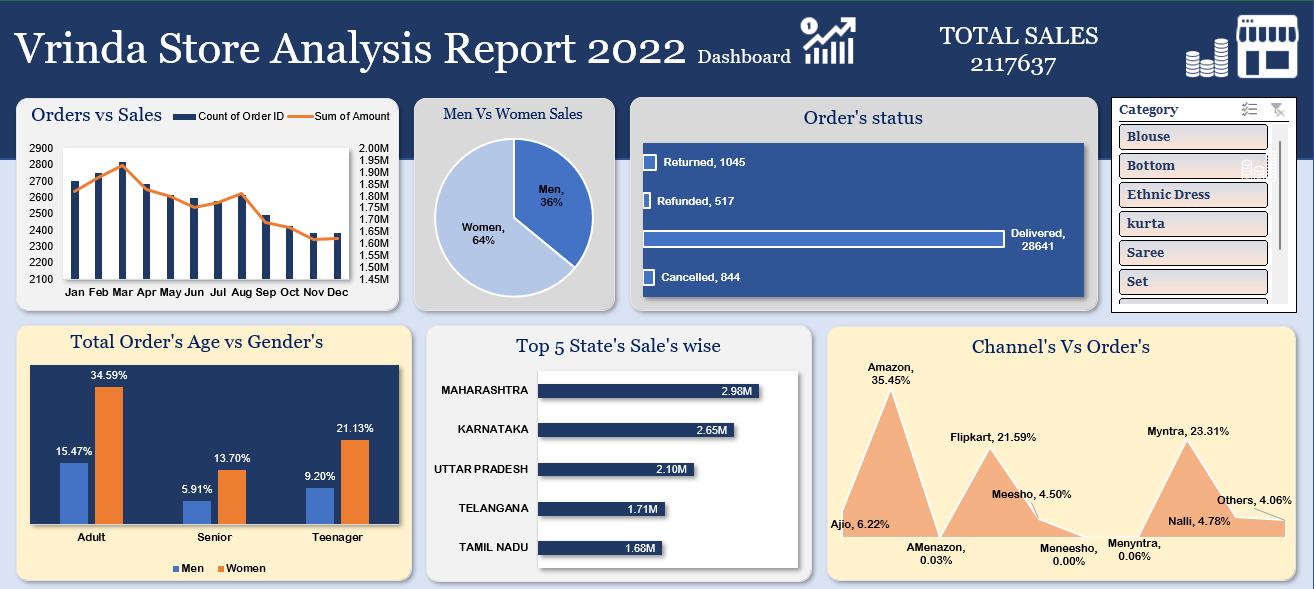 Vrinda Store Analysis Report 2022 Dashboard
TOTAL SALES
2117637
Orders vs Sales
Count of Order ID
Sum of Amount
2900
2800
2700
2600
2500
2400
2300
2200
2100
2.00M
1.95M
1.90M
1.85M
1.80M
1.75M
1.70M
1.65M
1.60M
1.55M
1.50M
1.45M
Jan Feb Mar Apr May Jun Jul Aug Sep Oct Nov Dec
Men Vs Women Sales
Men,
36%
Women,
64%
Order's status
Returned, 1045
Refunded, 517
Delivered,
28641
Cancelled, 844
Category
Blouse
Bottom
Ethnic Dress
kurta
Saree
Set
Total Order's Age vs Gender's
34.59%
15.47%
5.91%
13.70%
9.20%
21.13%
Adult
Senior
Teenager
Men
Women
Top 5 State's Sale's wise
MAHARASHTRA
2.98M
KARNATAKA
2.65M
UTTAR PRADESH
2.10M
TELANGANA
1.71M
TAMIL NADU
1.68M
Channel's Vs Order's
Amazon,
35.45%
Flipkart, 21.59%
Myntra, 23.31%
Meesho, 4.50%
Others, 4.06%
Ajio, 6.22%
Nalli, 4.78%
AMenazon,
0.03%
Meneesho,
0.00%
Menyntra,
0.06%